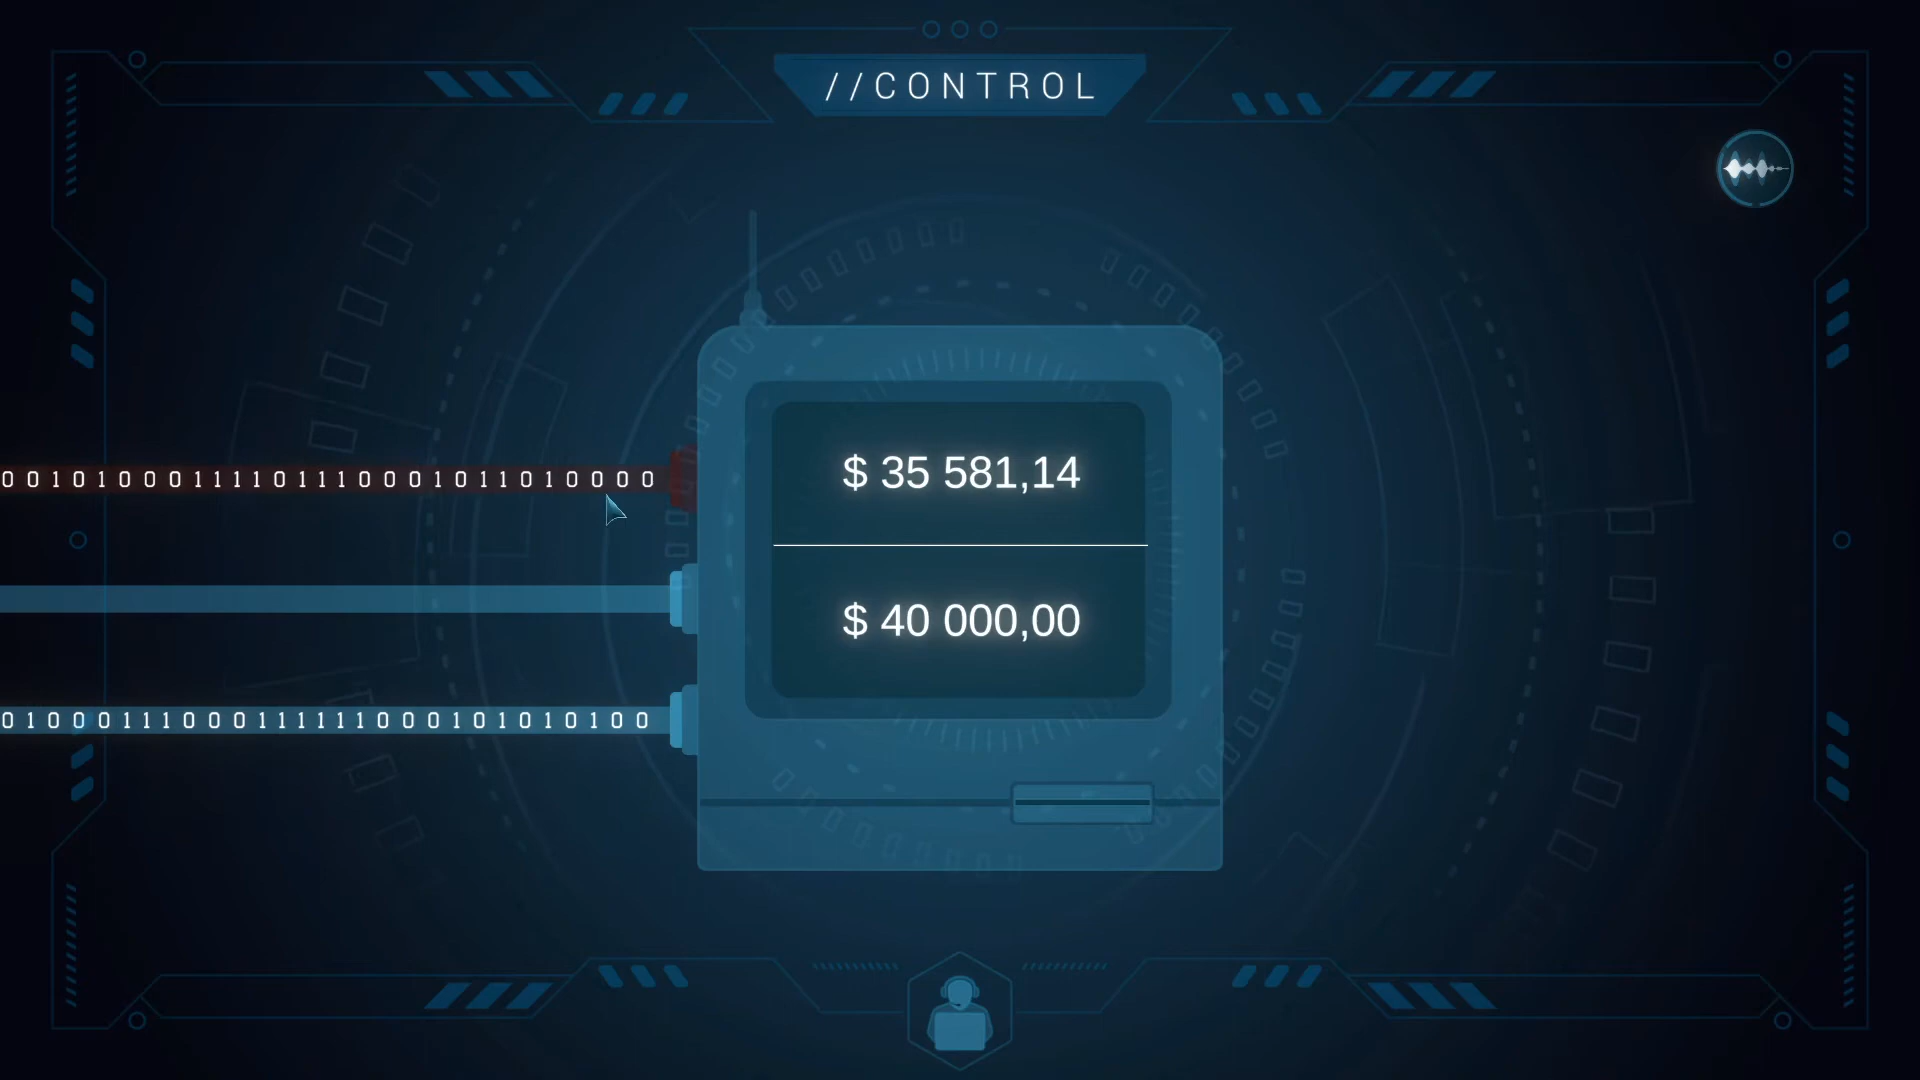 //CONTROL
$ 35 581,14
0 0 1 0 1 0 0 0 1 1 1 1 0 1 1 1 0 0 0 1 0 1 1 0 1 0 0 0 0
$ 40 000,00
0 1 0 0 0 1 1 1 0 0 0 1 1 1 1 1 1 0 0 0 1 0 1 0 1 0 1 0 0